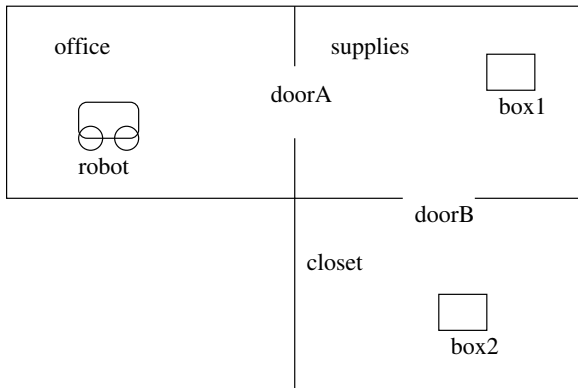 office
supplies
doorA
box1
robot
doorB
closet
box2